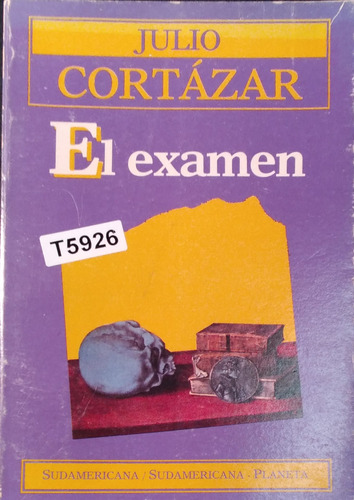 JULIO
CORTÁZAR
El examen
T5926
SUDAMERICANA / SUDAMERICANA - PLANETA